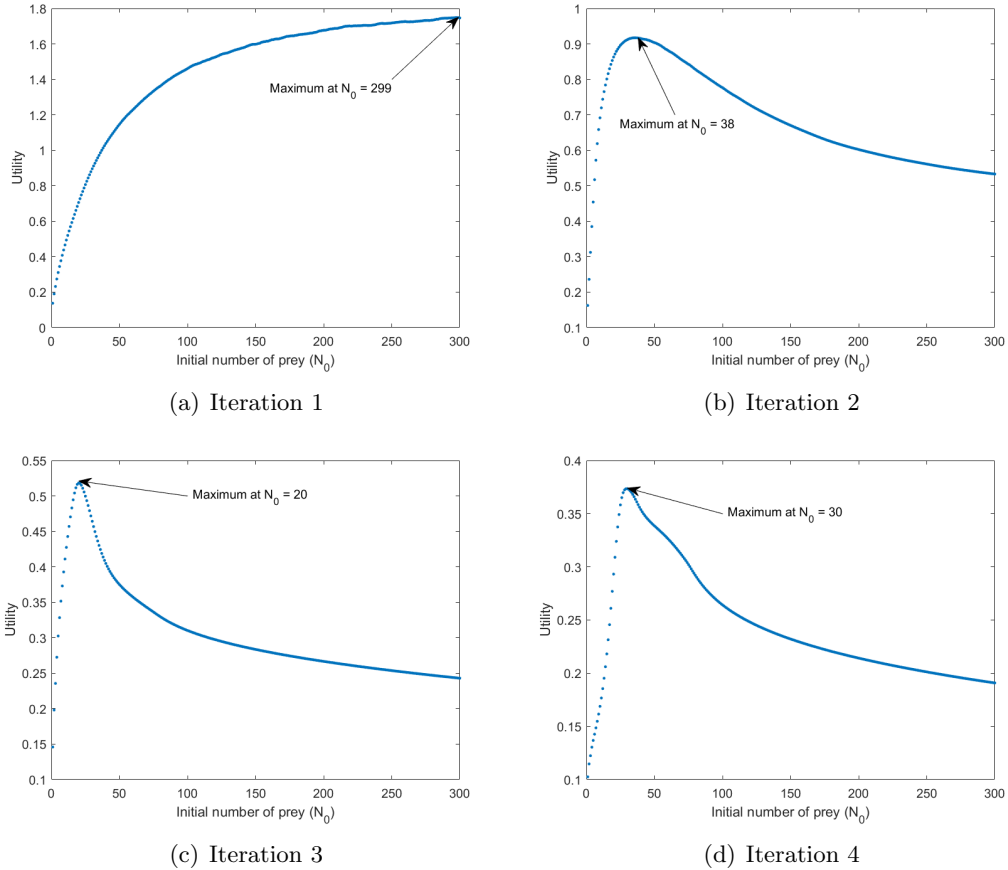 1.8
1.6
1.4
1.2
1
0.8
0.6
0.4
0.2
0
Utility
Maximum at N0 = 299
0 50 100 150 200 250 300
Initial number of prey (N0)
(a) Iteration 1
1
0.9
0.8
0.7
0.6
0.5
0.4
0.3
0.2
0.1
Utility
Maximum at N0 = 38
0 50 100 150 200 250 300
Initial number of prey (N0)
(b) Iteration 2
0.55
0.5
0.45
0.4
0.35
0.3
0.25
0.2
0.15
0.1
Utility
Maximum at N0 = 20
0 50 100 150 200 250 300
Initial number of prey (N0)
(c) Iteration 3
0.4
0.35
0.3
0.25
0.2
0.15
0.1
Utility
Maximum at N0 = 30
0 50 100 150 200 250 300
Initial number of prey (N0)
(d) Iteration 4